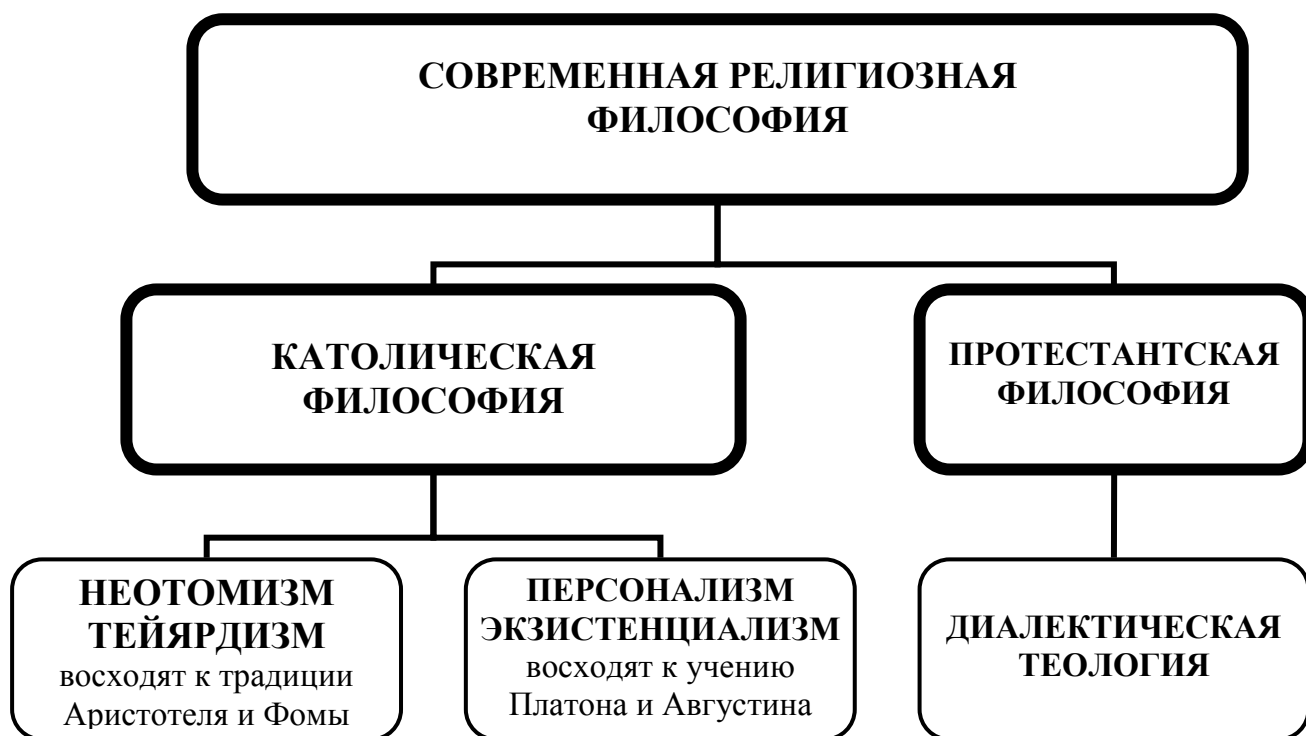 СОВРЕМЕННАЯ РЕЛИГИОЗНАЯ
ФИЛОСОФИЯ
КАТОЛИЧЕСКАЯ
ФИЛОСОФИЯ
ПРОТЕСТАНТСКАЯ
ФИЛОСОФИЯ
НЕОТОМИЗМ
ТЕЙЯРДИЗМ
восходят к традиции
Аристотеля и Фомы
ПЕРСОНАЛИЗМ
ЭКЗИСТЕНЦИАЛИЗМ
восходят к учению
Платона и Августина
ДИАЛЕКТИЧЕСКАЯ
ТЕОЛОГИЯ